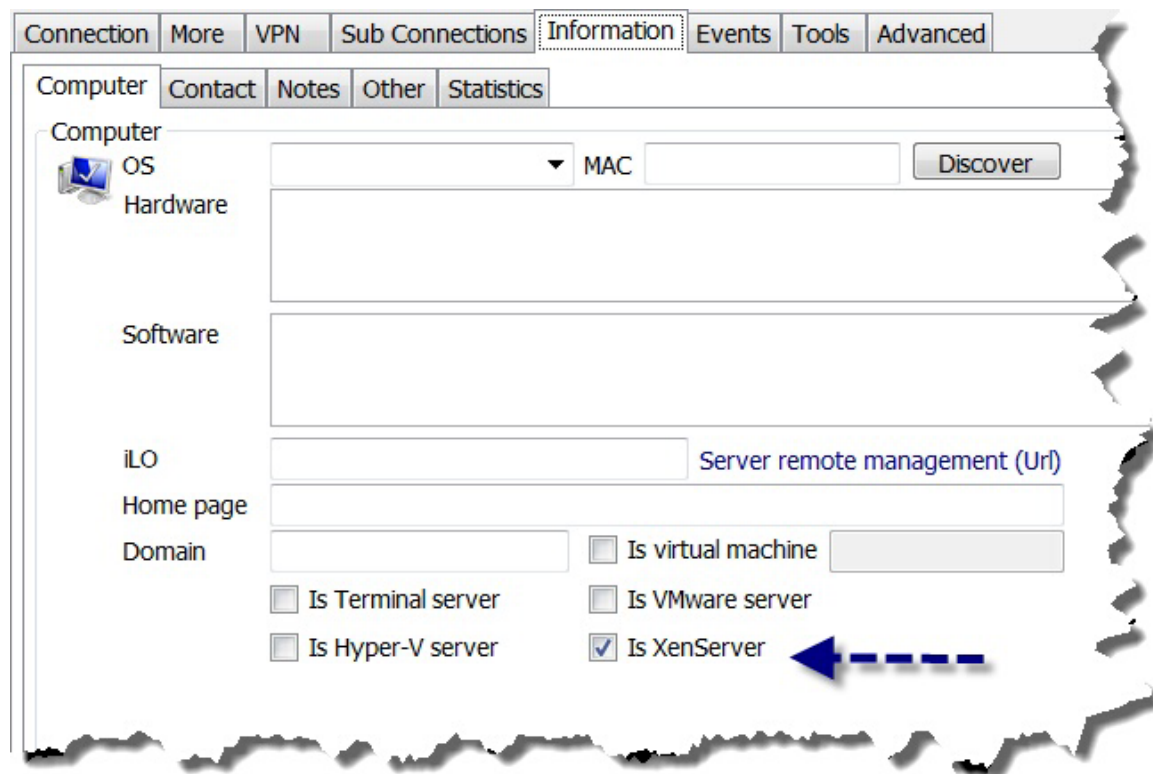 Connection More VPN Sub Connections Information Events Tools Advanced
Computer Contact Notes Other Statistics
Computer
OS MAC Discover
Hardware
Software
iLO Server remote management (Url)
Home page
Domain Is virtual machine
Is Terminal server Is VMware server
Is Hyper-V server Is XenServer